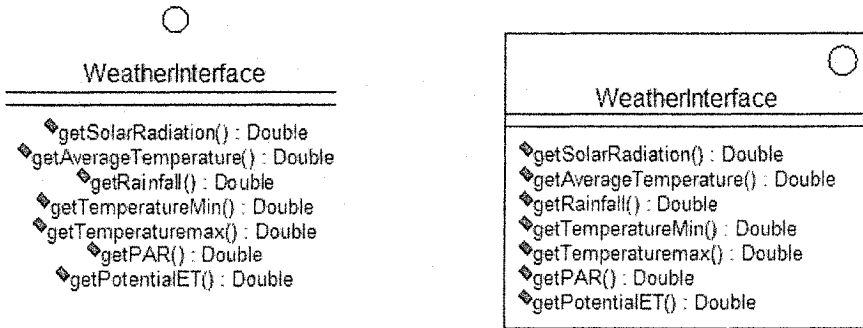 WeatherInterface
getSolarRadiation() : Double
getAverageTemperature() : Double
getRainfall() : Double
getTemperatureMin() : Double
getTemperaturemax() : Double
getPAR() : Double
getPotentialET() : Double
WeatherInterface
getSolarRadiation() : Double
getAverageTemperature() : Double
getRainfall() : Double
getTemperatureMin() : Double
getTemperaturemax() : Double
getPAR() : Double
getPotentialET() : Double